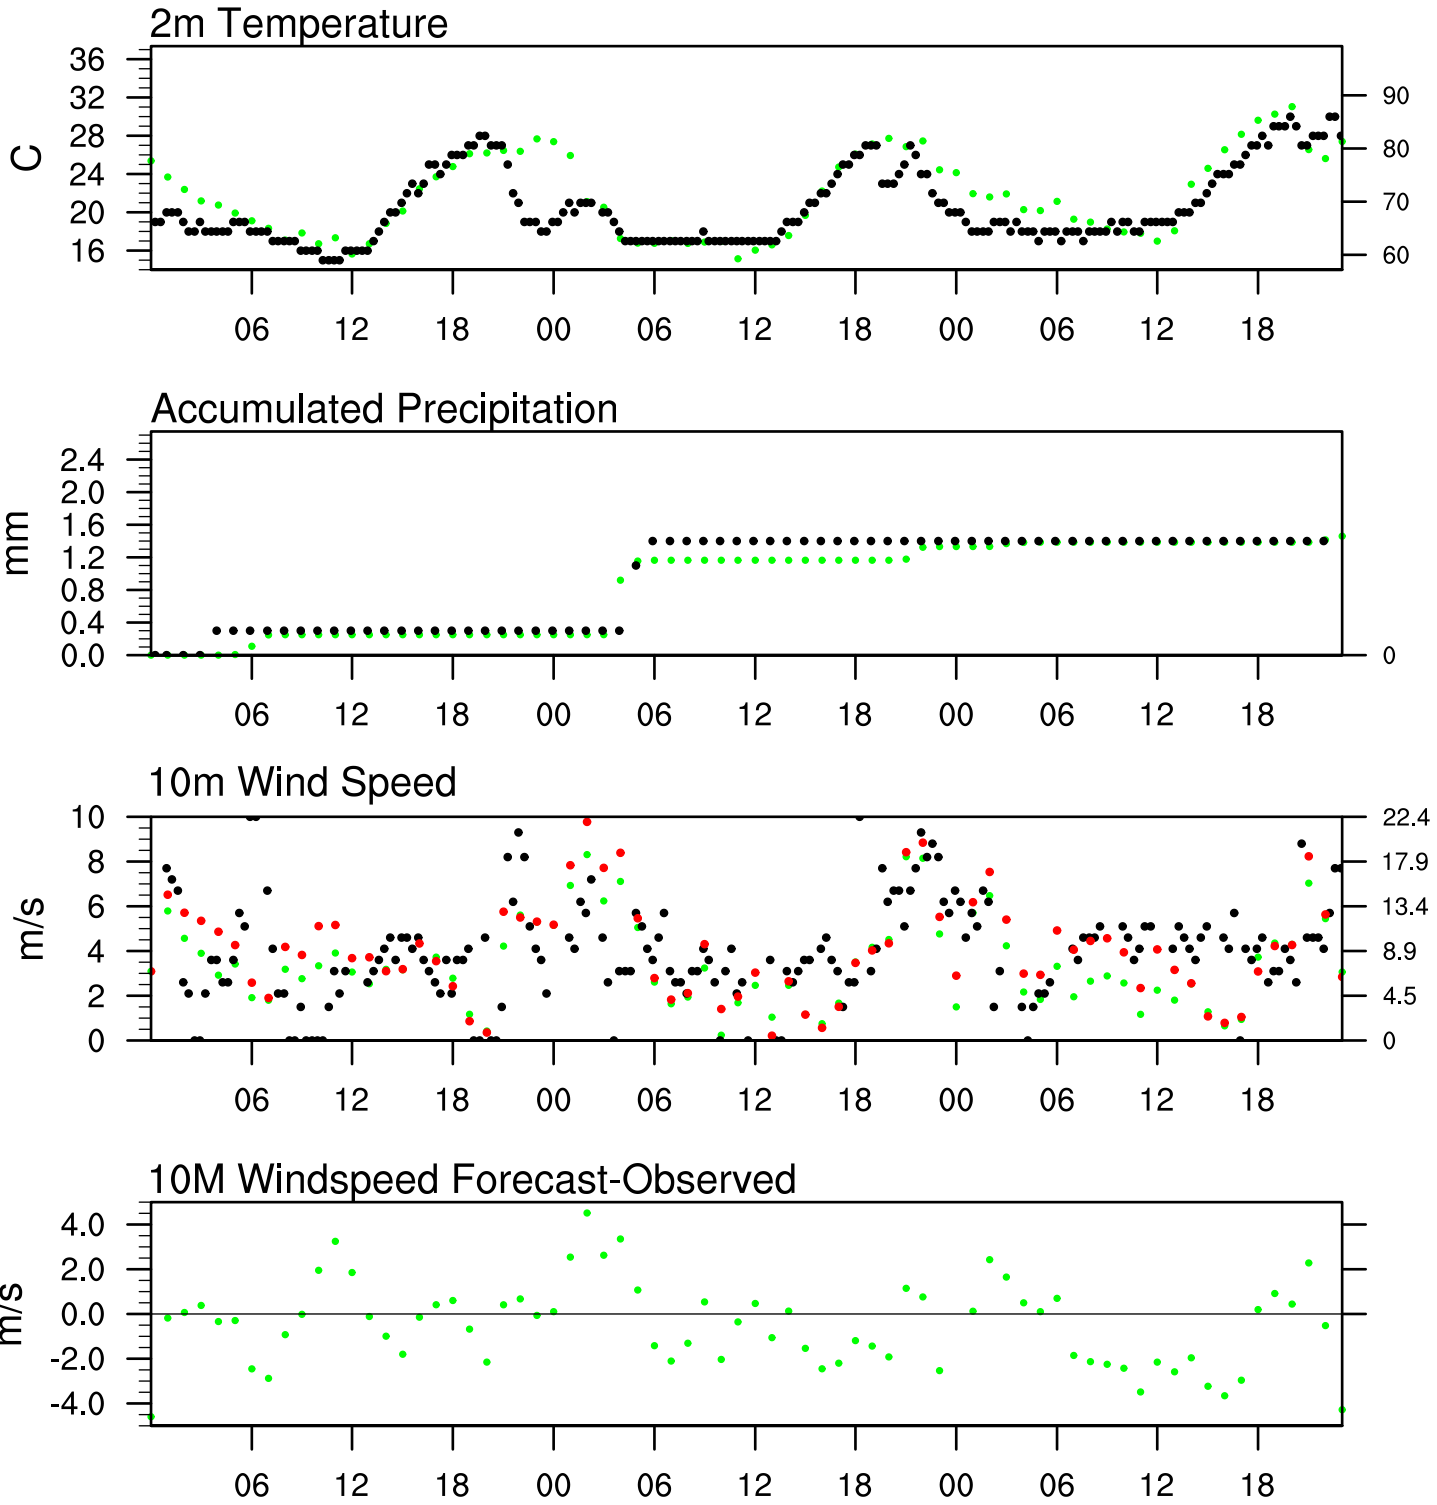 2m Temperature
36
32
28
24
20
16
C
90
80
70
60
06 12 18 00 06 12 18 00 06 12 18
Accumulated Precipitation
2.4
2.0
1.6
1.2
0.8
0.4
0.0
mm
0
06 12 18 00 06 12 18 00 06 12 18
10m Wind Speed
10
8
6
4
2
0
m/s
22.4
17.9
13.4
8.9
4.5
0
06 12 18 00 06 12 18 00 06 12 18
10M Windspeed Forecast-Observed
4.0
2.0
0.0
-2.0
-4.0
m/s
06 12 18 00 06 12 18 00 06 12 18